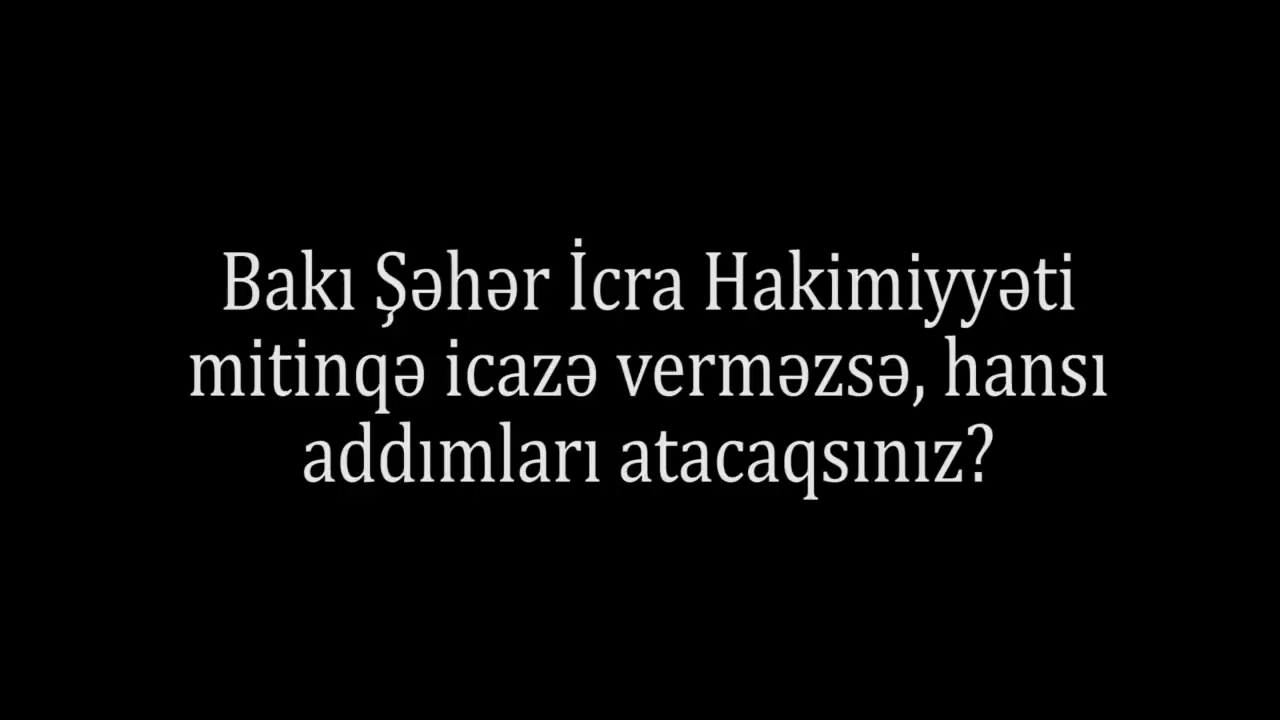 Bakı Şəhər İcra Hakimiyyəti
mitinqə icazə verməzsə, hansı
addımları atacaqsınız?